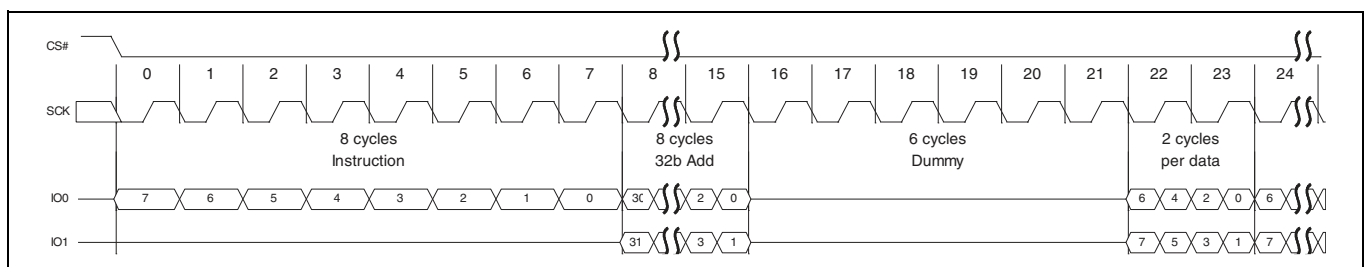 CS#
0 1 2 3 4 5 6 7 8 15 16 17 18 19 20 21 22 23 24
SCK
8 cycles 8 cycles 6 cycles 2 cycles
Instruction 32b Add Dummy per data
IO0 7 6 5 4 3 2 1 0 30 2 0 6 4 2 0 6
IO1 31 3 1 7 5 3 1 7